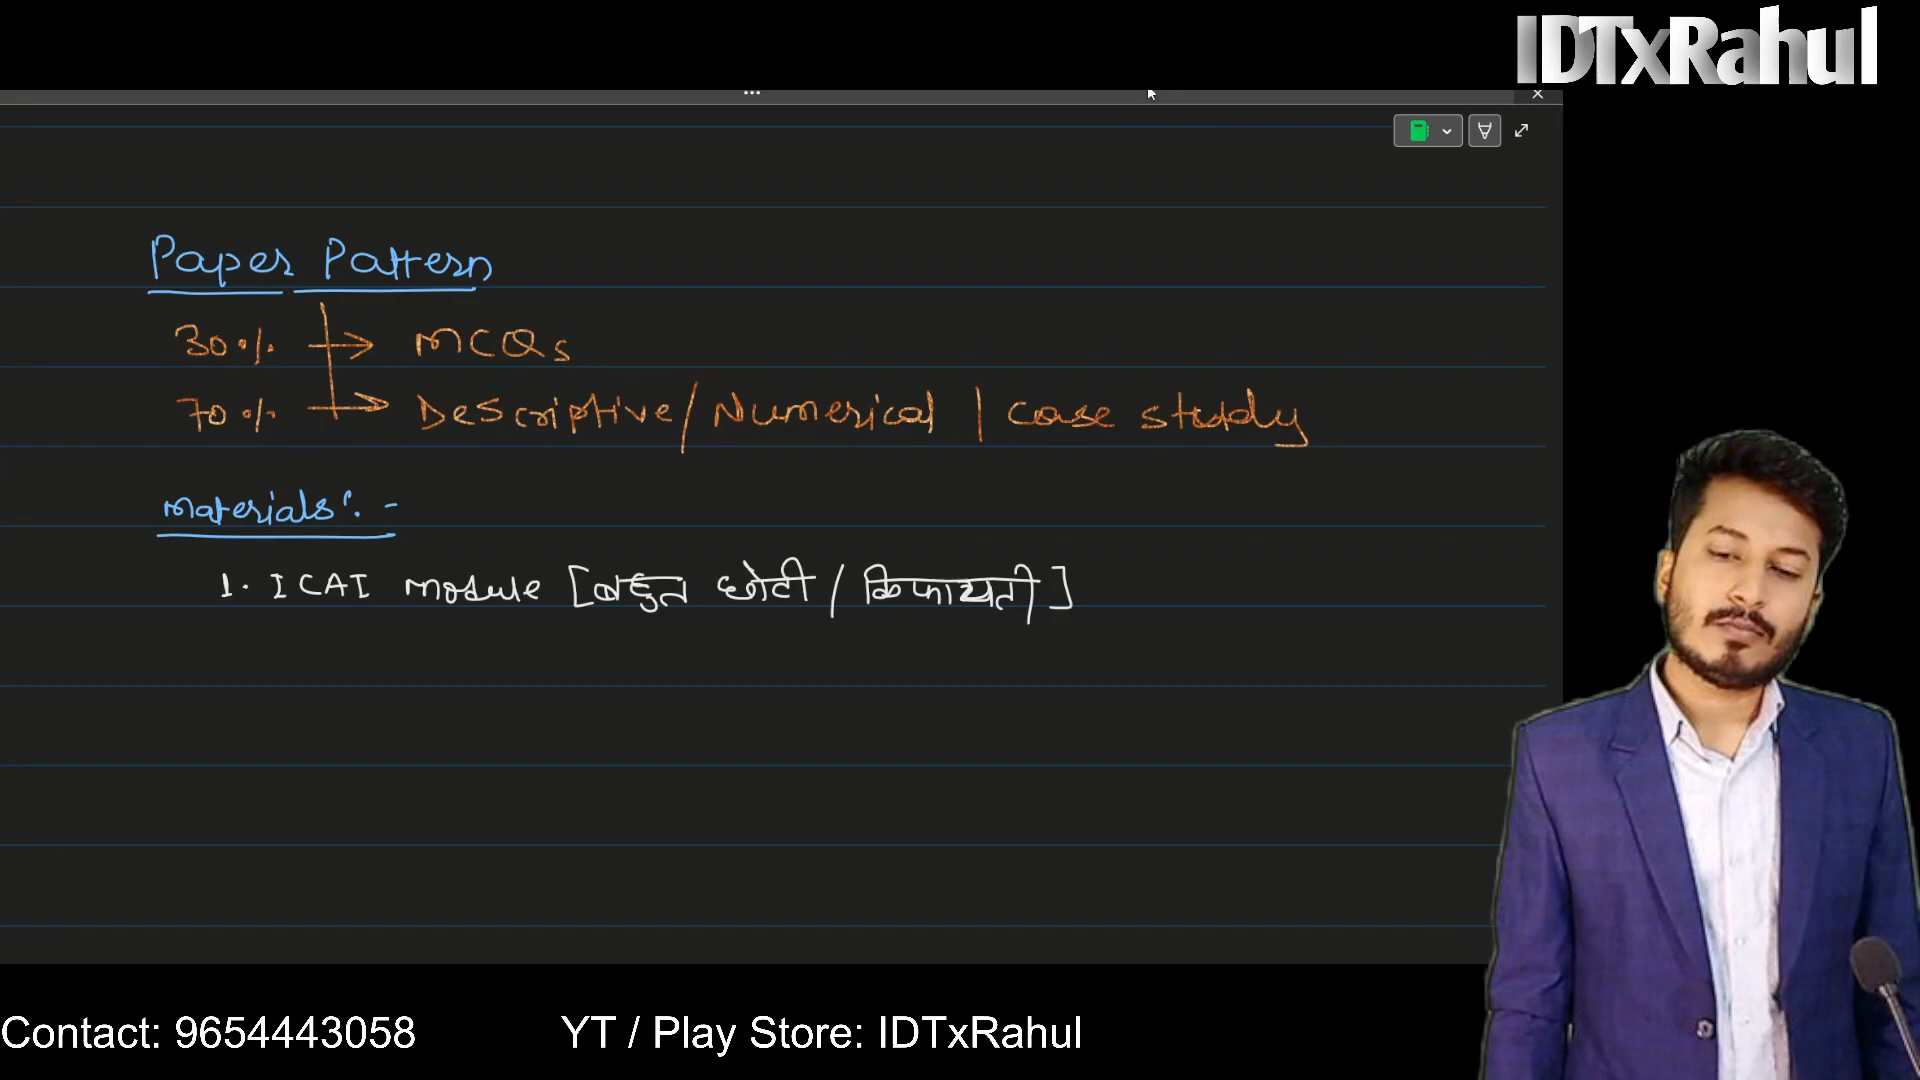 IDTxRahul
Paper Pattern
30% → MCQs
70% → Descriptive / Numerical | Case study
Materials :-
1. ICAI Module [बहुत छोटी / किफायती]
Contact: 9654443058 YT / Play Store: IDTxRahul